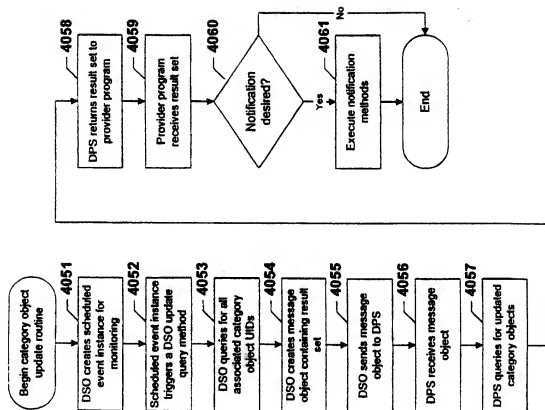 Begin category object
update routine
4051
DSO creates scheduled
event instance for
monitoring
4052
Scheduled event instance
triggers a DSO update
query method
4053
DSO queries for all
associated category
object UIDs
4054
DSO creates message
object containing result
set
4055
DSO sends message
object to DPS
4056
DPS receives message
object
4057
DPS queries for updated
category objects
4058
DPS returns result set to
provider program
4059
Provider program
receives result set
4060
Notification
desired?
No
Yes
4061
Execute notification
methods
End